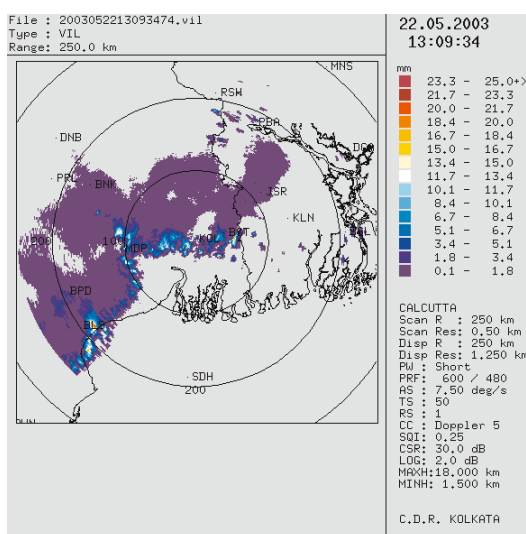 File : 2003052213093474.vil
Type : VIL
Range: 250.0 km
22.05.2003
13:09:34
MNS
RSH
PBA
DNB
PRL
BNK
JSR
KLN
200
100
MDP
KOL
BPD
SDH
200
mm
23.3 - 25.0+X
21.7 - 23.3
20.0 - 21.7
18.4 - 20.0
16.7 - 18.4
15.0 - 16.7
13.4 - 15.0
11.7 - 13.4
10.1 - 11.7
8.4 - 10.1
6.7 - 8.4
5.1 - 6.7
3.4 - 5.1
1.8 - 3.4
0.1 - 1.8
CALCUTTA
Scan R : 250 km
Scan Res: 0.50 km
Disp R : 250 km
Disp Res: 1.250 km
PW : Short
PRF: 600 / 480
AS : 7.50 deg/s
TS : 50
RS : 1
CC : Doppler 5
SQI: 0.25
CSR: 30.0 dB
LOG: 2.0 dB
MAXH:18.000 km
MINH: 1.500 km
C.D.R. KOLKATA